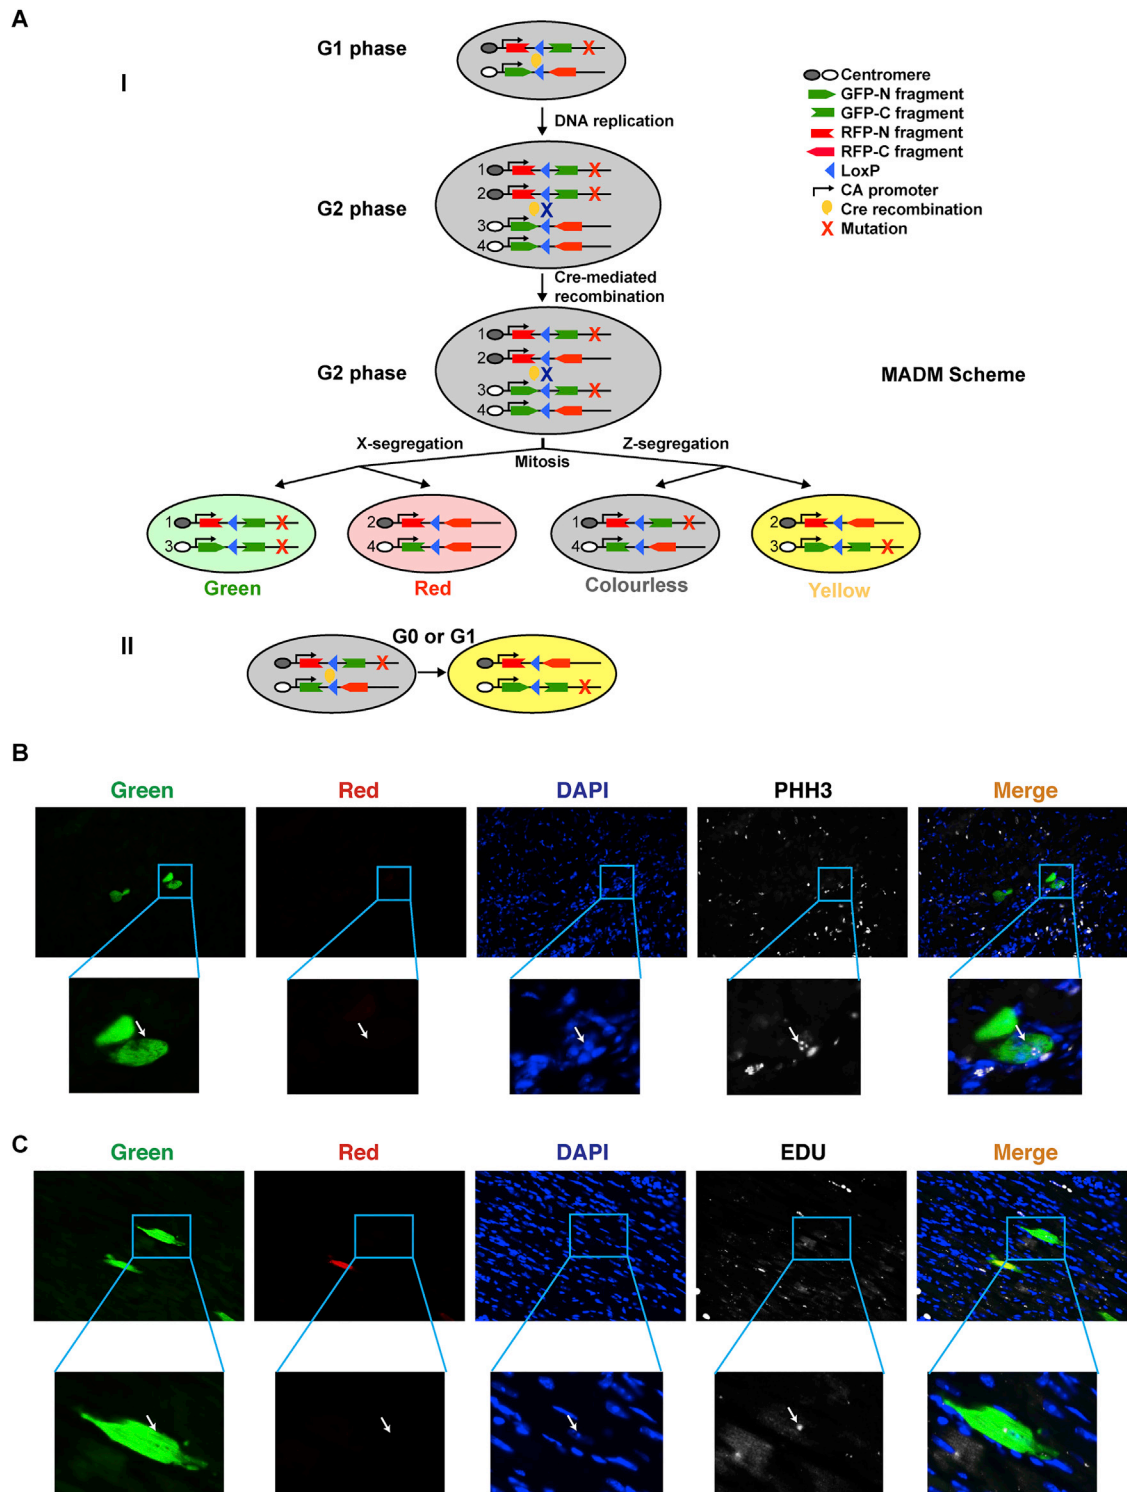 A
G1 phase
I
DNA replication
Centromere
GFP-N fragment
GFP-C fragment
RFP-N fragment
RFP-C fragment
LoxP
CA promoter
Cre recombination
X Mutation
G2 phase
1
2
3
4
X
X
X
Cre-mediated
recombination
G2 phase
1
2
3
4
X
X
X
MADM Scheme
X-segregation
Mitosis
Z-segregation
1
3
X
X
Green
2
4
Red
1
4
X
Colourless
2
3
X
Yellow
II
G0 or G1
X
X
B
Green
Red
DAPI
PHH3
Merge
C
Green
Red
DAPI
EDU
Merge